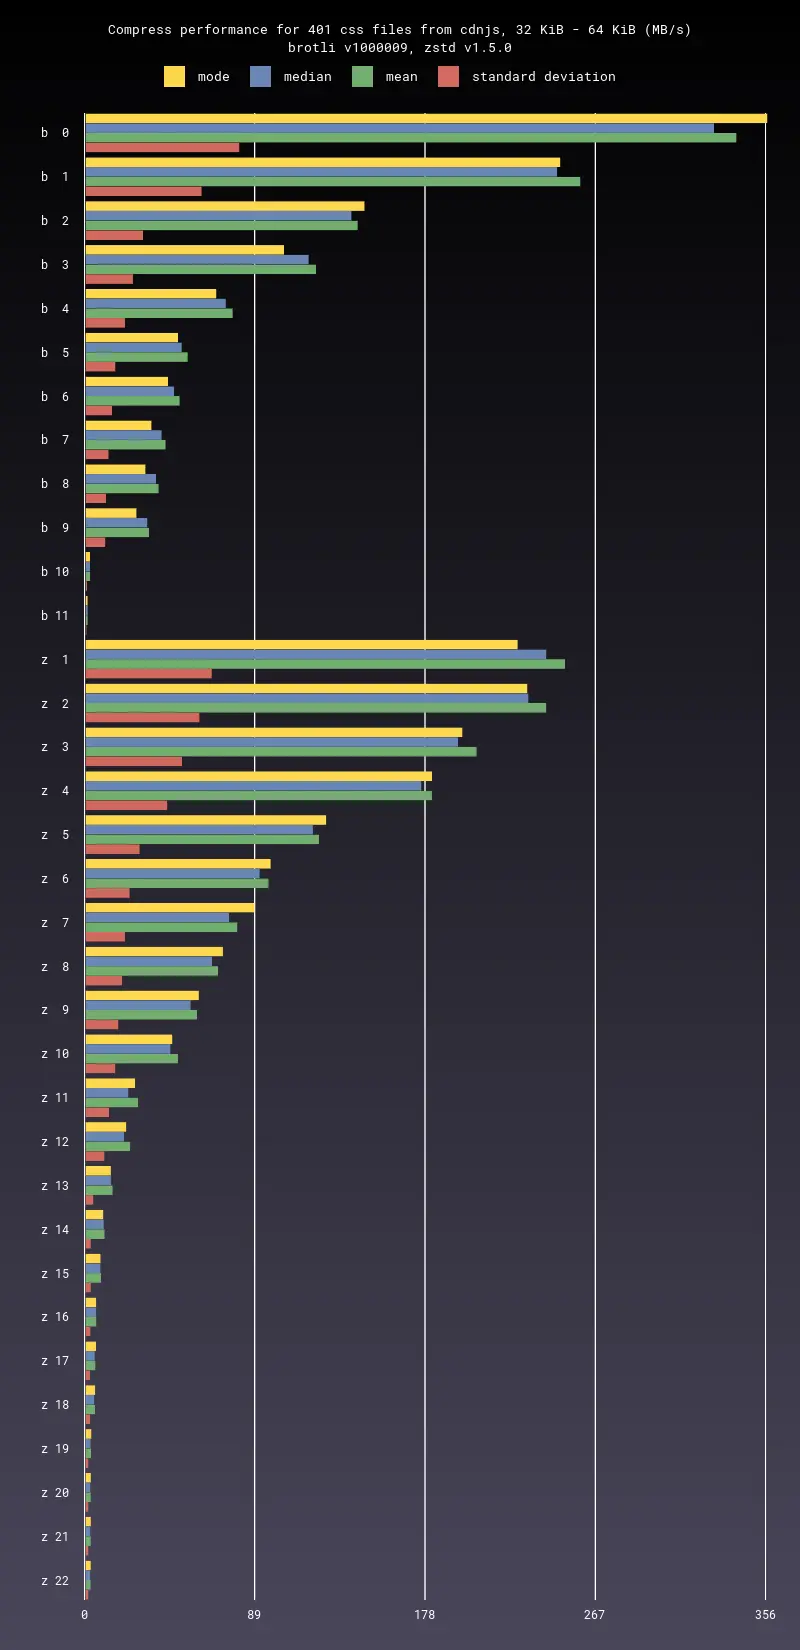 Compress performance for 401 css files from cdnjs, 32 KiB - 64 KiB (MB/s)
brotli v1000009, zstd v1.5.0
mode median mean standard deviation
b 0
b 1
b 2
b 3
b 4
b 5
b 6
b 7
b 8
b 9
b 10
b 11
z 1
z 2
z 3
z 4
z 5
z 6
z 7
z 8
z 9
z 10
z 11
z 12
z 13
z 14
z 15
z 16
z 17
z 18
z 19
z 20
z 21
z 22
0 89 178 267 356